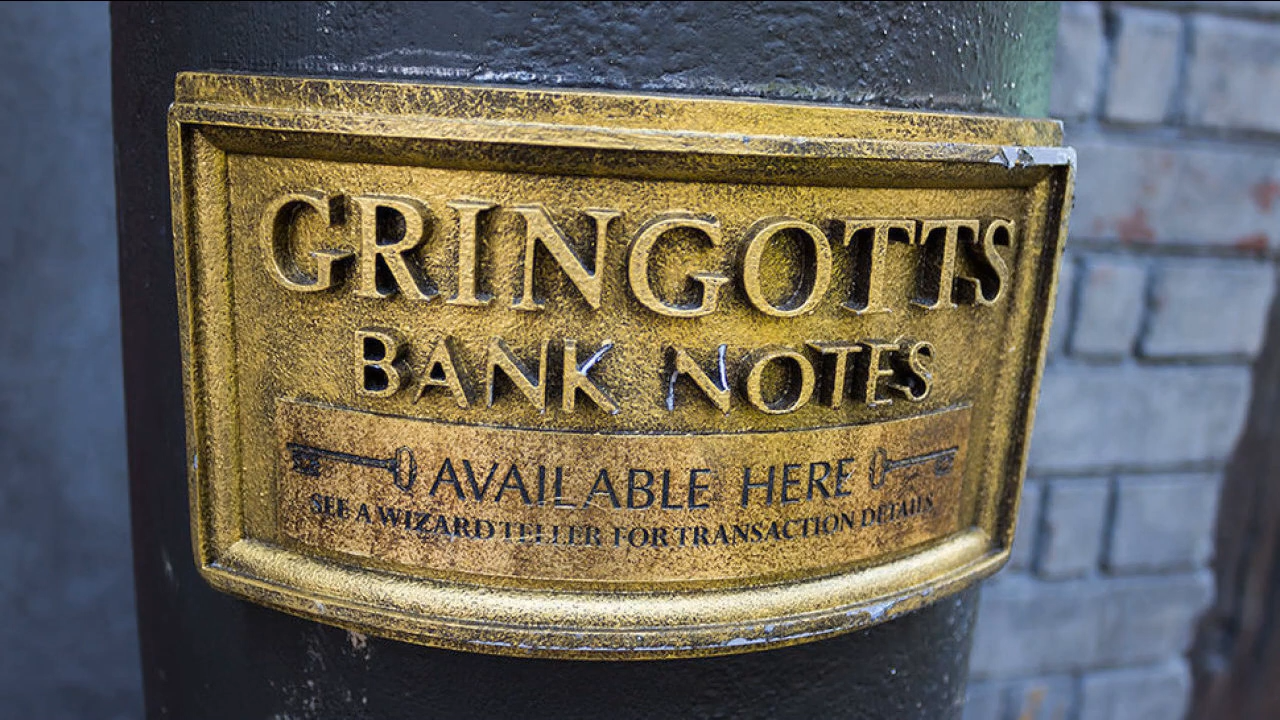 GRINGOTTS
BANK NOTES
AVAILABLE HERE
SEE A WIZARD TELLER FOR TRANSACTION DETAILS